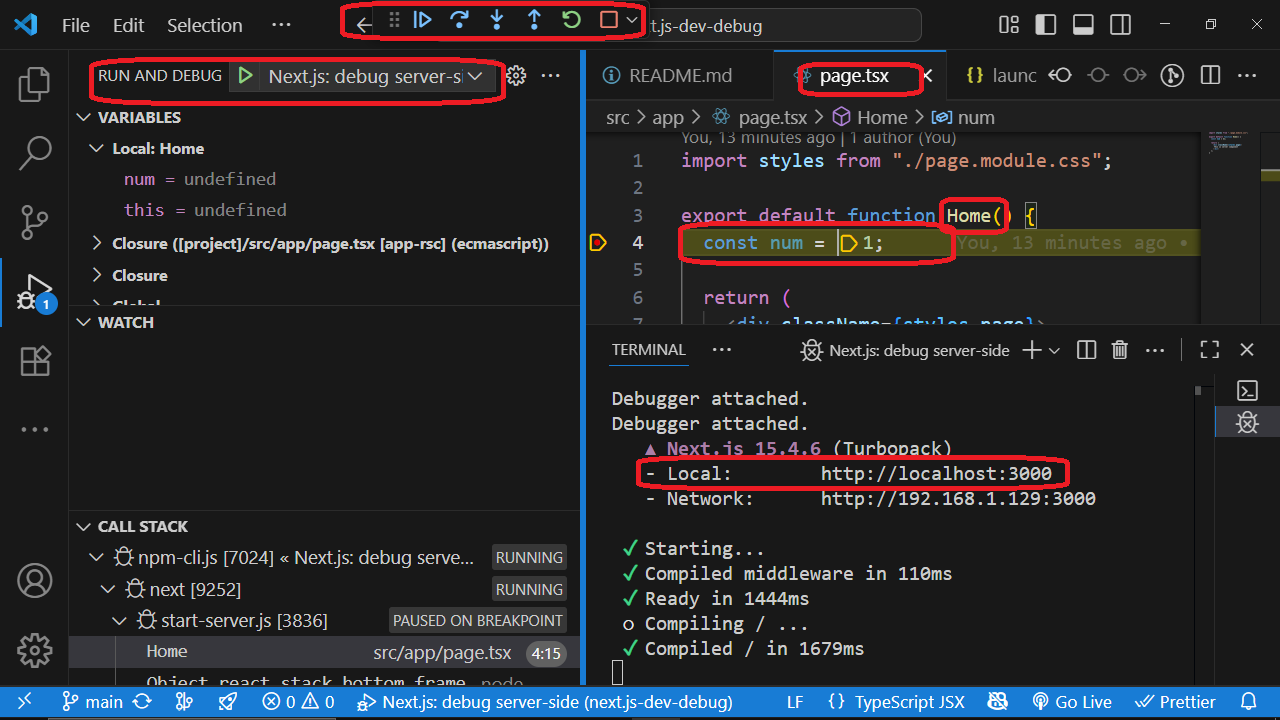 File Edit Selection ··· t.js-dev-debug
RUN AND DEBUG Next.js: debug server-si
VARIABLES
Local: Home
num = undefined
this = undefined
Closure ([project]/src/app/page.tsx [app-rsc] (ecmascript))
Closure
Global
WATCH
CALL STACK
npm-cli.js [7024] « Next.js: debug serve... RUNNING
next [9252] RUNNING
start-server.js [3836] PAUSED ON BREAKPOINT
Home src/app/page.tsx 4:15
Object.react_stack_bottom_frame node
1
README.md page.tsx launc
src > app > page.tsx > Home > num
You, 13 minutes ago | 1 author (You)
1 import styles from "./page.module.css";
2
3 export default function Home() {
4 const num = 1; You, 13 minutes ago •
5
6 return (
7 <div className={styles.page}>
TERMINAL ··· Next.js: debug server-side
Debugger attached.
Debugger attached.
▲ Next.js 15.4.6 (Turbopack)
- Local: http://localhost:3000
- Network: http://192.168.1.129:3000
✓ Starting...
✓ Compiled middleware in 110ms
✓ Ready in 1444ms
○ Compiling / ...
✓ Compiled / in 1679ms
main 0 0 Next.js: debug server-side (next.js-dev-debug) LF {} TypeScript JSX Go Live Prettier